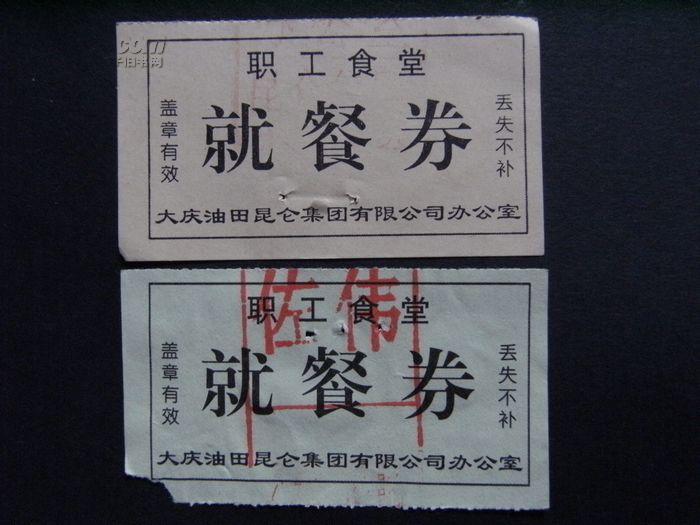 职工食堂
盖章有效
就餐券
丢失不补
大庆油田昆仑集团有限公司办公室
职工食堂
佐伟
盖章有效
就餐券
丢失不补
大庆油田昆仑集团有限公司办公室